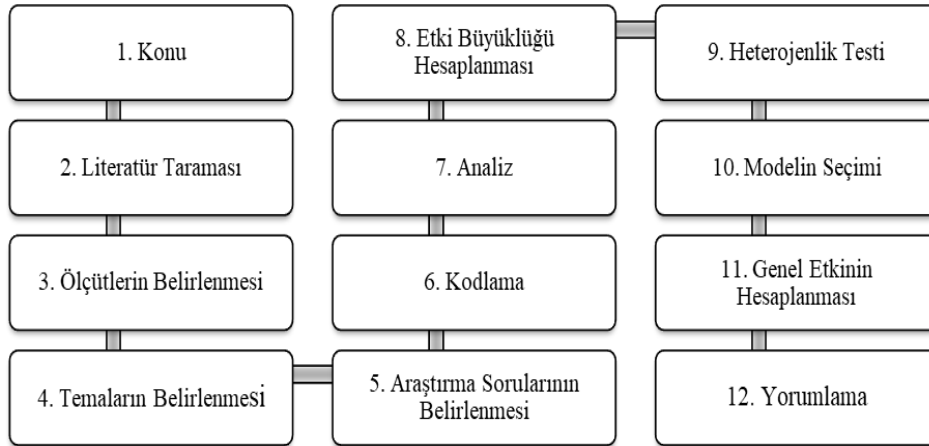 1. Konu
2. Literatür Taraması
3. Ölçütlerin Belirlenmesi
4. Temaların Belirlenmesi
5. Araştırma Sorularının
Belirlenmesi
6. Kodlama
7. Analiz
8. Etki Büyüklüğü
Hesaplanması
9. Heterojenlik Testi
10. Modelin Seçimi
11. Genel Etkinin
Hesaplanması
12. Yorumlama